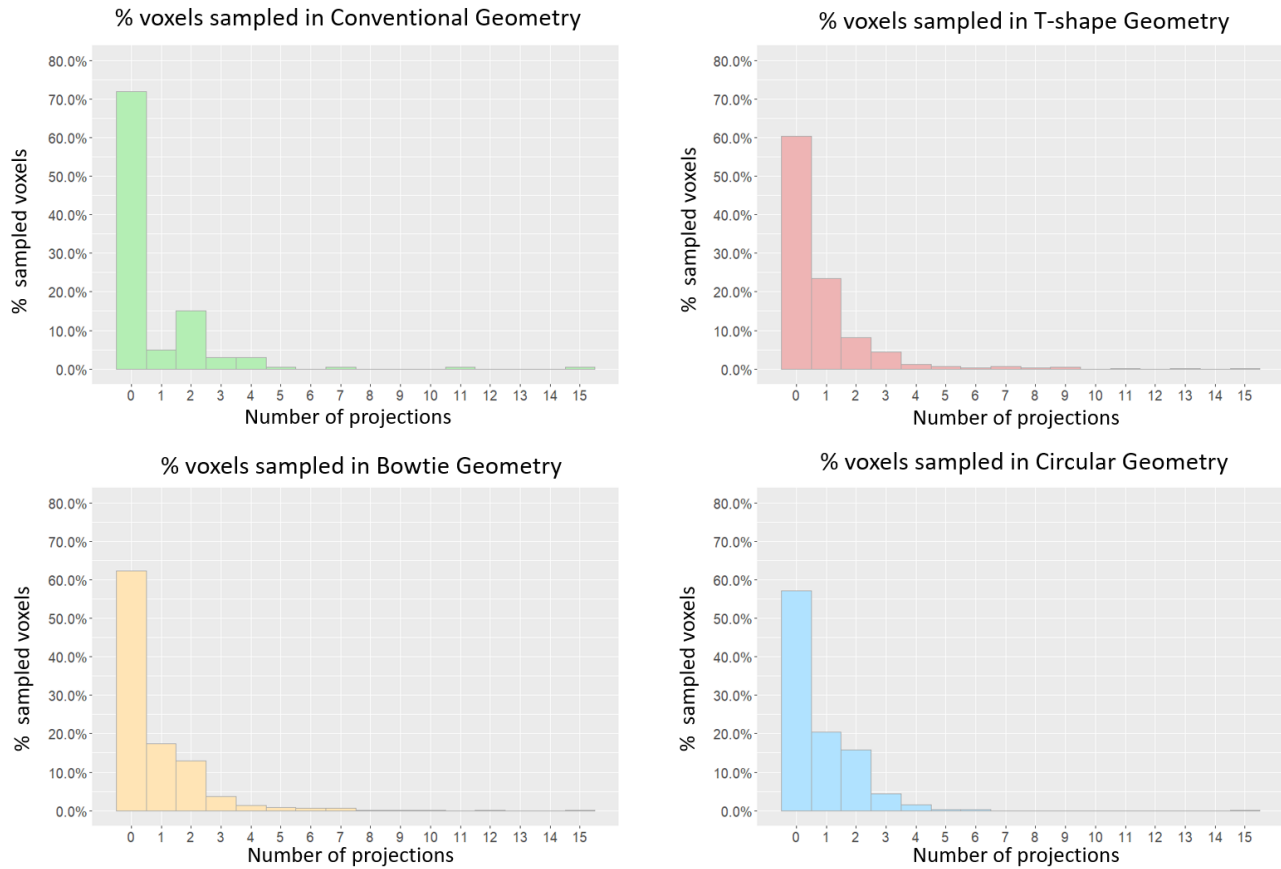 % voxels sampled in Conventional Geometry
80.0%
70.0%
60.0%
50.0%
40.0%
30.0%
20.0%
10.0%
0.0%
%  sampled voxels
0 1 2 3 4 5 6 7 8 9 10 11 12 13 14 15
Number of projections
% voxels sampled in T-shape Geometry
80.0%
70.0%
60.0%
50.0%
40.0%
30.0%
20.0%
10.0%
0.0%
%  sampled voxels
0 1 2 3 4 5 6 7 8 9 10 11 12 13 14 15
Number of projections
% voxels sampled in Bowtie Geometry
80.0%
70.0%
60.0%
50.0%
40.0%
30.0%
20.0%
10.0%
0.0%
%  sampled voxels
0 1 2 3 4 5 6 7 8 9 10 11 12 13 14 15
Number of projections
% voxels sampled in Circular Geometry
80.0%
70.0%
60.0%
50.0%
40.0%
30.0%
20.0%
10.0%
0.0%
%  sampled voxels
0 1 2 3 4 5 6 7 8 9 10 11 12 13 14 15
Number of projections